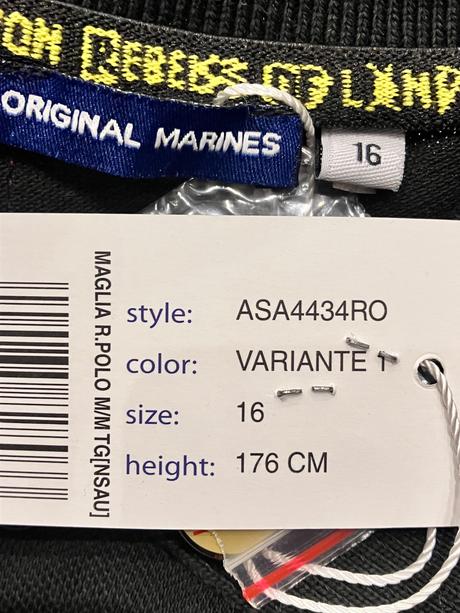 ORIGINAL MARINES
16
MAGLIA R.POLO M/M TG[NSAU]
style: ASA4434RO
color: VARIANTE 1
size: 16
height: 176 CM